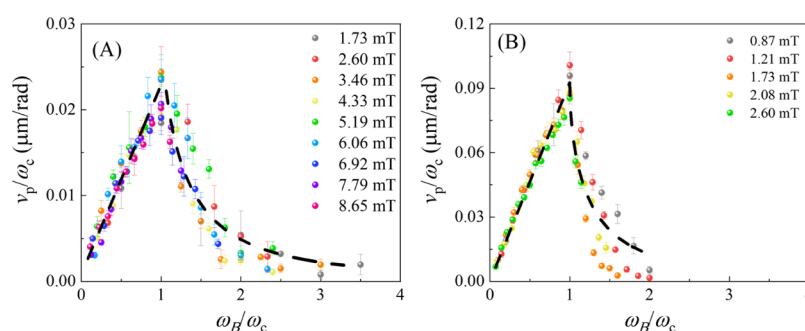 (A)
0.03
0.02
0.01
0.00
0 1 2 3 4
vp/ωc (μm/rad)
ωB/ωc
1.73 mT
2.60 mT
3.46 mT
4.33 mT
5.19 mT
6.06 mT
6.92 mT
7.79 mT
8.65 mT
(B)
0.12
0.09
0.06
0.03
0.00
0 1 2 3 4
vp/ωc (μm/rad)
ωB/ωc
0.87 mT
1.21 mT
1.73 mT
2.08 mT
2.60 mT